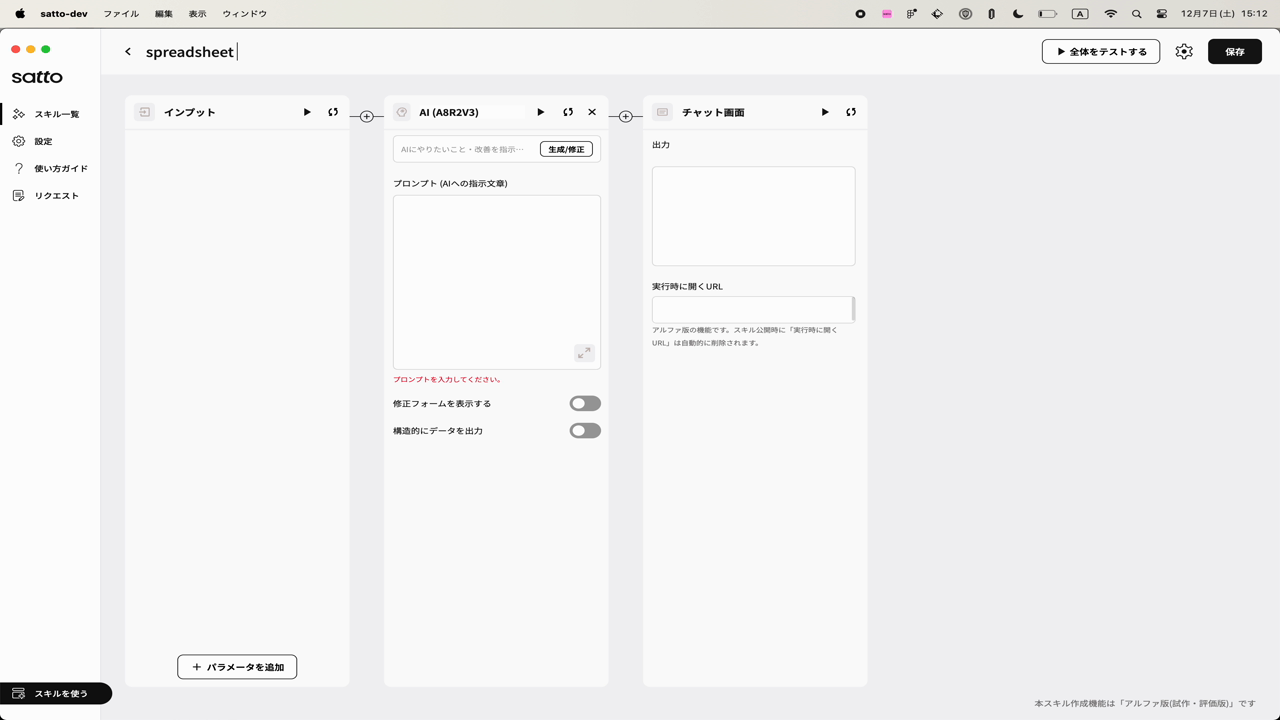 satto-dev ファイル 編集 表示 ウィンドウ A 12月7日(土) 15:12
satto
スキル一覧
設定
使い方ガイド
リクエスト
スキルを使う
spreadsheet
全体をテストする
保存
インプット
パラメータを追加
AI (A8R2V3)
AIにやりたいこと・改善を指示…
生成/修正
プロンプト (AIへの指示文章)
プロンプトを入力してください。
修正フォームを表示する
構造的にデータを出力
チャット画面
出力
実行時に開くURL
アルファ版の機能です。スキル公開時に「実行時に開く
URL」は自動的に削除されます。
本スキル作成機能は「アルファ版(試作・評価版)」です